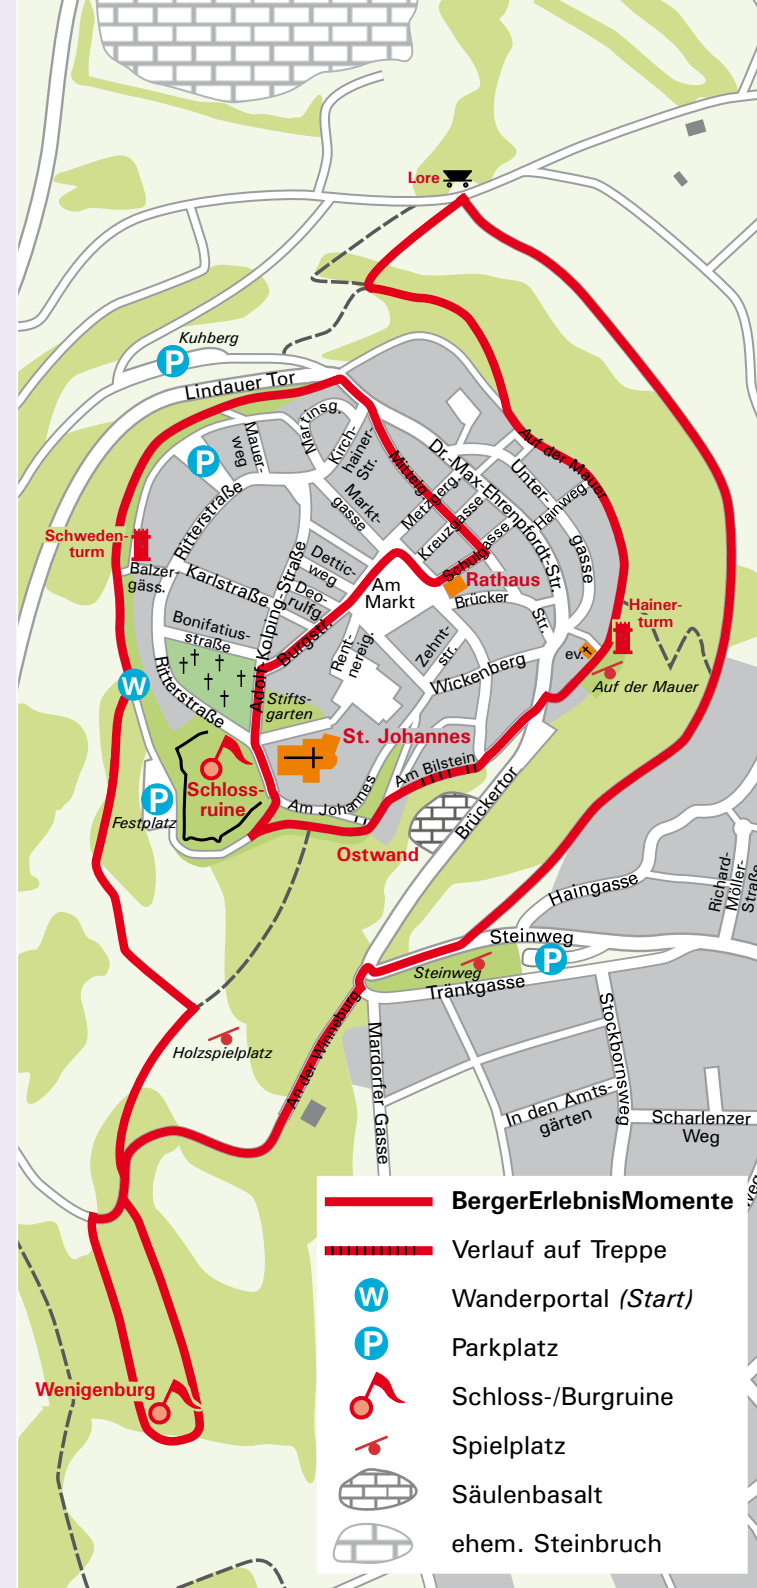 Lore
Kuhberg
P
Lindauer Tor
Martinsg.
Mauer-
weg
Kirch-
hainer-
Str.
P
Mittelg.
Dr.-Max-Ehrenpfordt-Str.
Auf der Mauer
Unter-
gasse
Hainweg
Metzgerg.
Kreuzgasse
Schulgasse
Markt-
gasse
Ritterstraße
Schweden-
turm
Balzer-
gäss.
Karlstraße
Dettic-
weg
Deo-
rulfg.
Am
Markt
Rathaus
Brücker
Str.
Bonifatius-
straße
Adolf-Kolping-Straße
Burgstr.
Rent-
nereig.
Zehnt-
str.
Wickenberg
ev.
Hainer-
turm
Auf der Mauer
W
Ritterstraße
Stifts-
garten
St. Johannes
Schloss-
ruine
P
Festplatz
Am Johannes
Am Bilstein
Ostwand
Brückertor
Haingasse
Richard-
Möller-
Straße
Steinweg
P
Steinweg
Tränkgasse
An der Winneburg
Mardorfer Gasse
Stockbornsweg
Holzspielplatz
In den Amts-
gärten
Scharlenzer
Weg
weg
Wenigenburg
BergerErlebnisMomente
Verlauf auf Treppe
W Wanderportal (Start)
P Parkplatz
Schloss-/Burgruine
Spielplatz
Säulenbasalt
ehem. Steinbruch